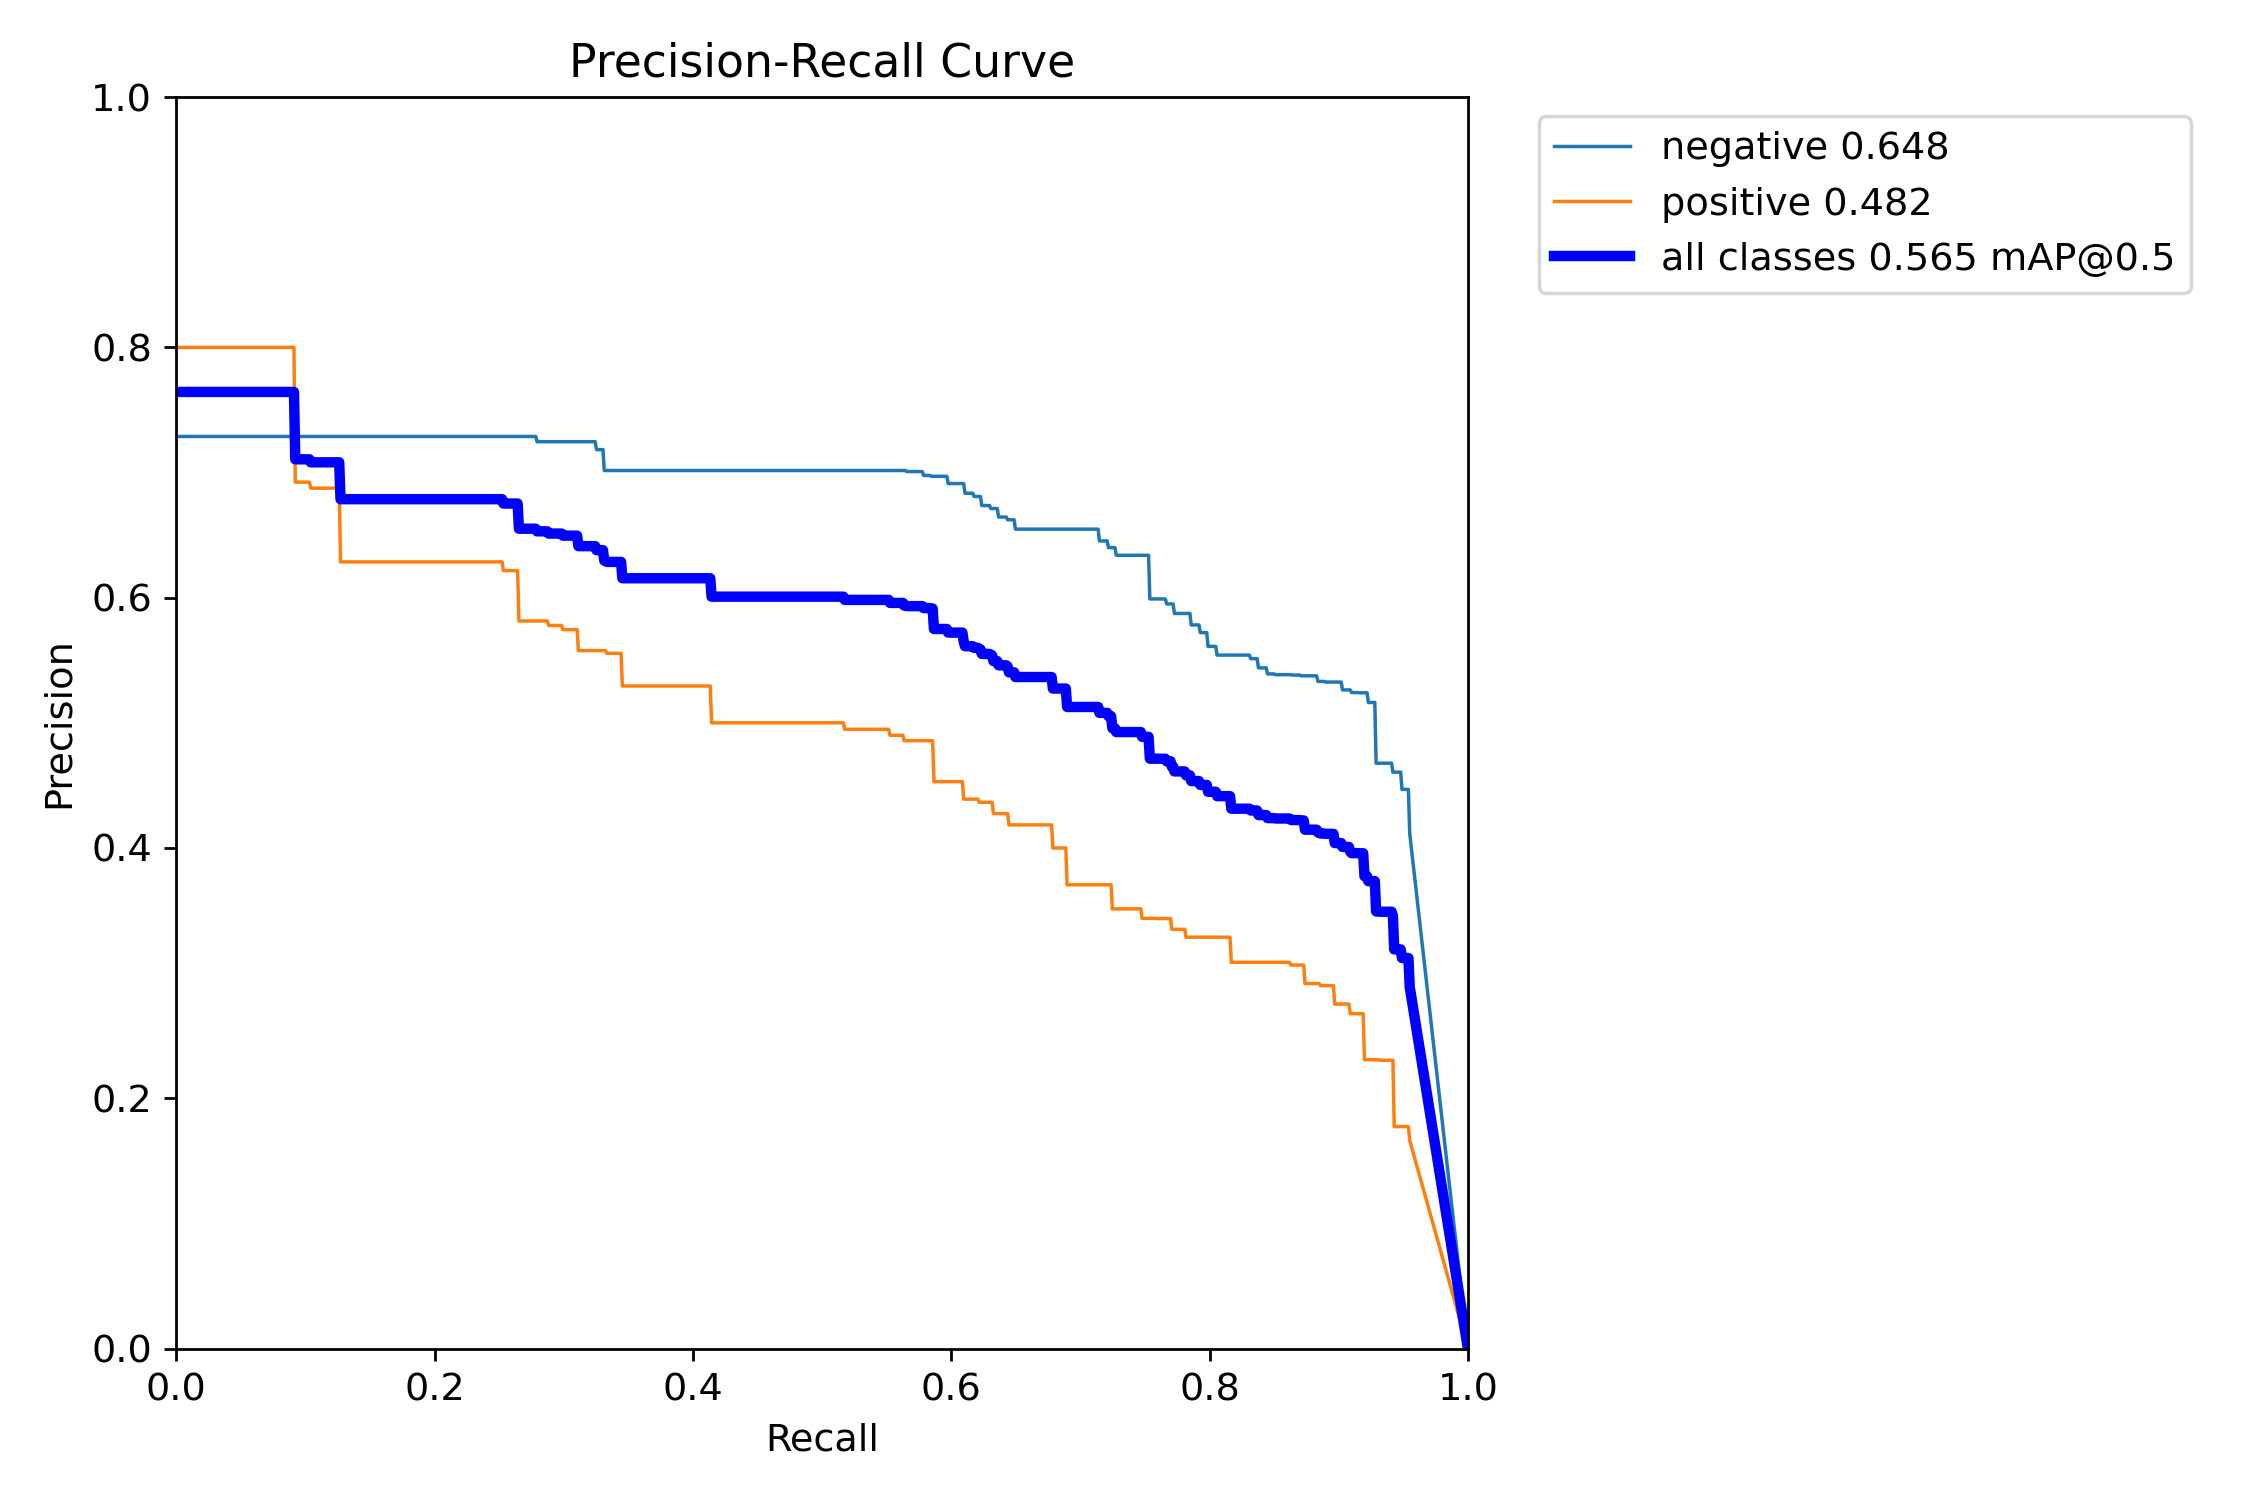 Precision-Recall Curve
1.0
0.8
0.6
0.4
0.2
0.0
Precision
0.0 0.2 0.4 0.6 0.8 1.0
Recall
negative 0.648
positive 0.482
all classes 0.565 mAP@0.5